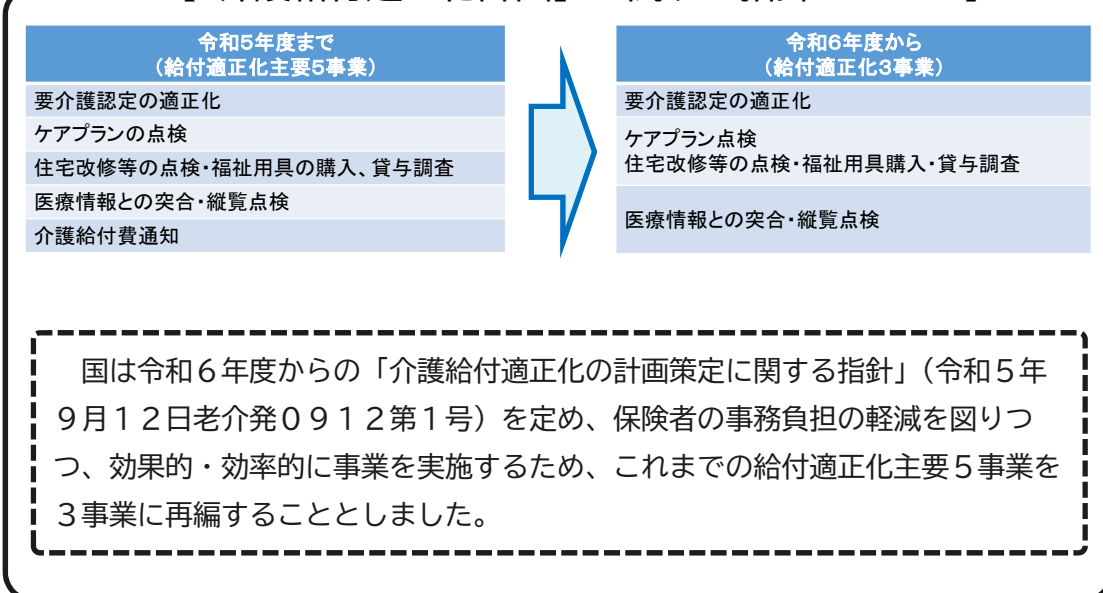 令和5年度まで
（給付適正化主要5事業）
要介護認定の適正化
ケアプランの点検
住宅改修等の点検・福祉用具の購入、貸与調査
医療情報との突合・縦覧点検
介護給付費通知
令和6年度から
（給付適正化3事業）
要介護認定の適正化
ケアプラン点検
住宅改修等の点検・福祉用具購入・貸与調査
医療情報との突合・縦覧点検
国は令和６年度からの「介護給付適正化の計画策定に関する指針」（令和５年
９月１２日老介発０９１２第１号）を定め、保険者の事務負担の軽減を図りつ
つ、効果的・効率的に事業を実施するため、これまでの給付適正化主要５事業を
３事業に再編することとしました。